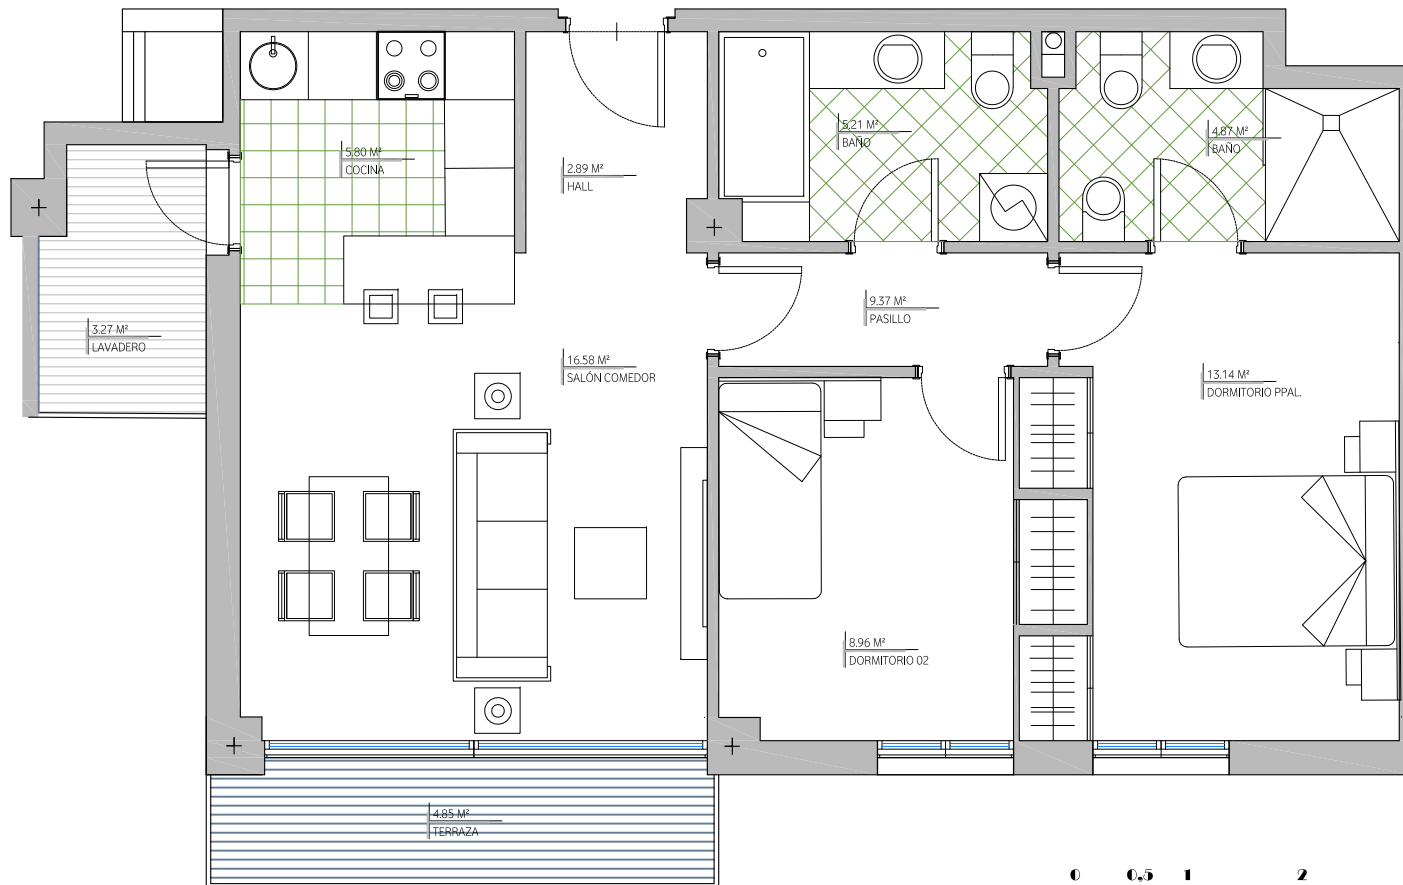 5.21 M²
BAÑO
4.87 M²
BAÑO
5.80 M²
COCINA
2.89 M²
HALL
9.37 M²
PASILLO
3.27 M²
LAVADERO
16.58 M²
SALÓN COMEDOR
13.14 M²
DORMITORIO PPAL.
8.96 M²
DORMITORIO 02
4.85 M²
TERRAZA
0 0,5 1 2